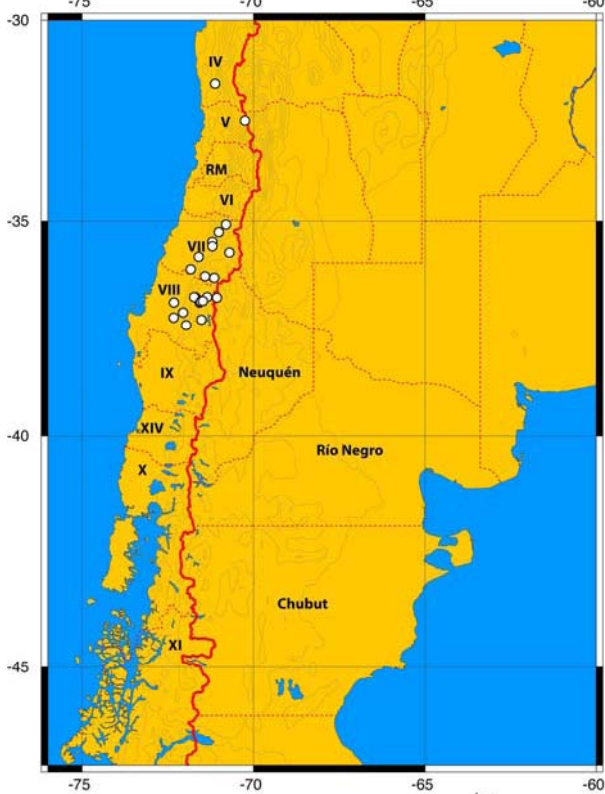 -75 -70 -65 -60
-30
IV
V
RM
VI
-35
VII
VIII
IX
Neuquén
XIV
-40
Río Negro
X
Chubut
XI
-45
-75 -70 -65 -60